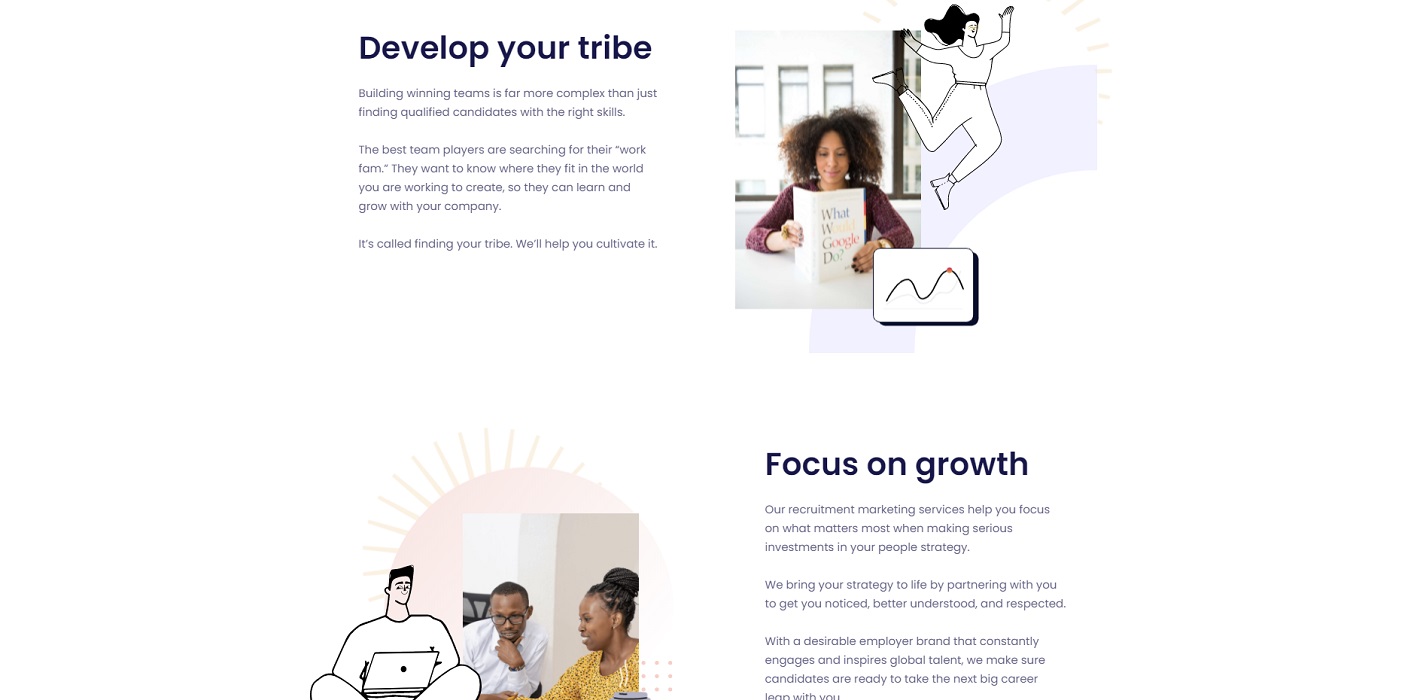 Develop your tribe
Building winning teams is far more complex than just
finding qualified candidates with the right skills.
The best team players are searching for their “work
fam.” They want to know where they fit in the world
you are working to create, so they can learn and
grow with your company.
It’s called finding your tribe. We’ll help you cultivate it.
What
Would
Google
Do?
Focus on growth
Our recruitment marketing services help you focus
on what matters most when making serious
investments in your people strategy.
We bring your strategy to life by partnering with you
to get you noticed, better understood, and respected.
With a desirable employer brand that constantly
engages and inspires global talent, we make sure
candidates are ready to take the next big career
leap with you.